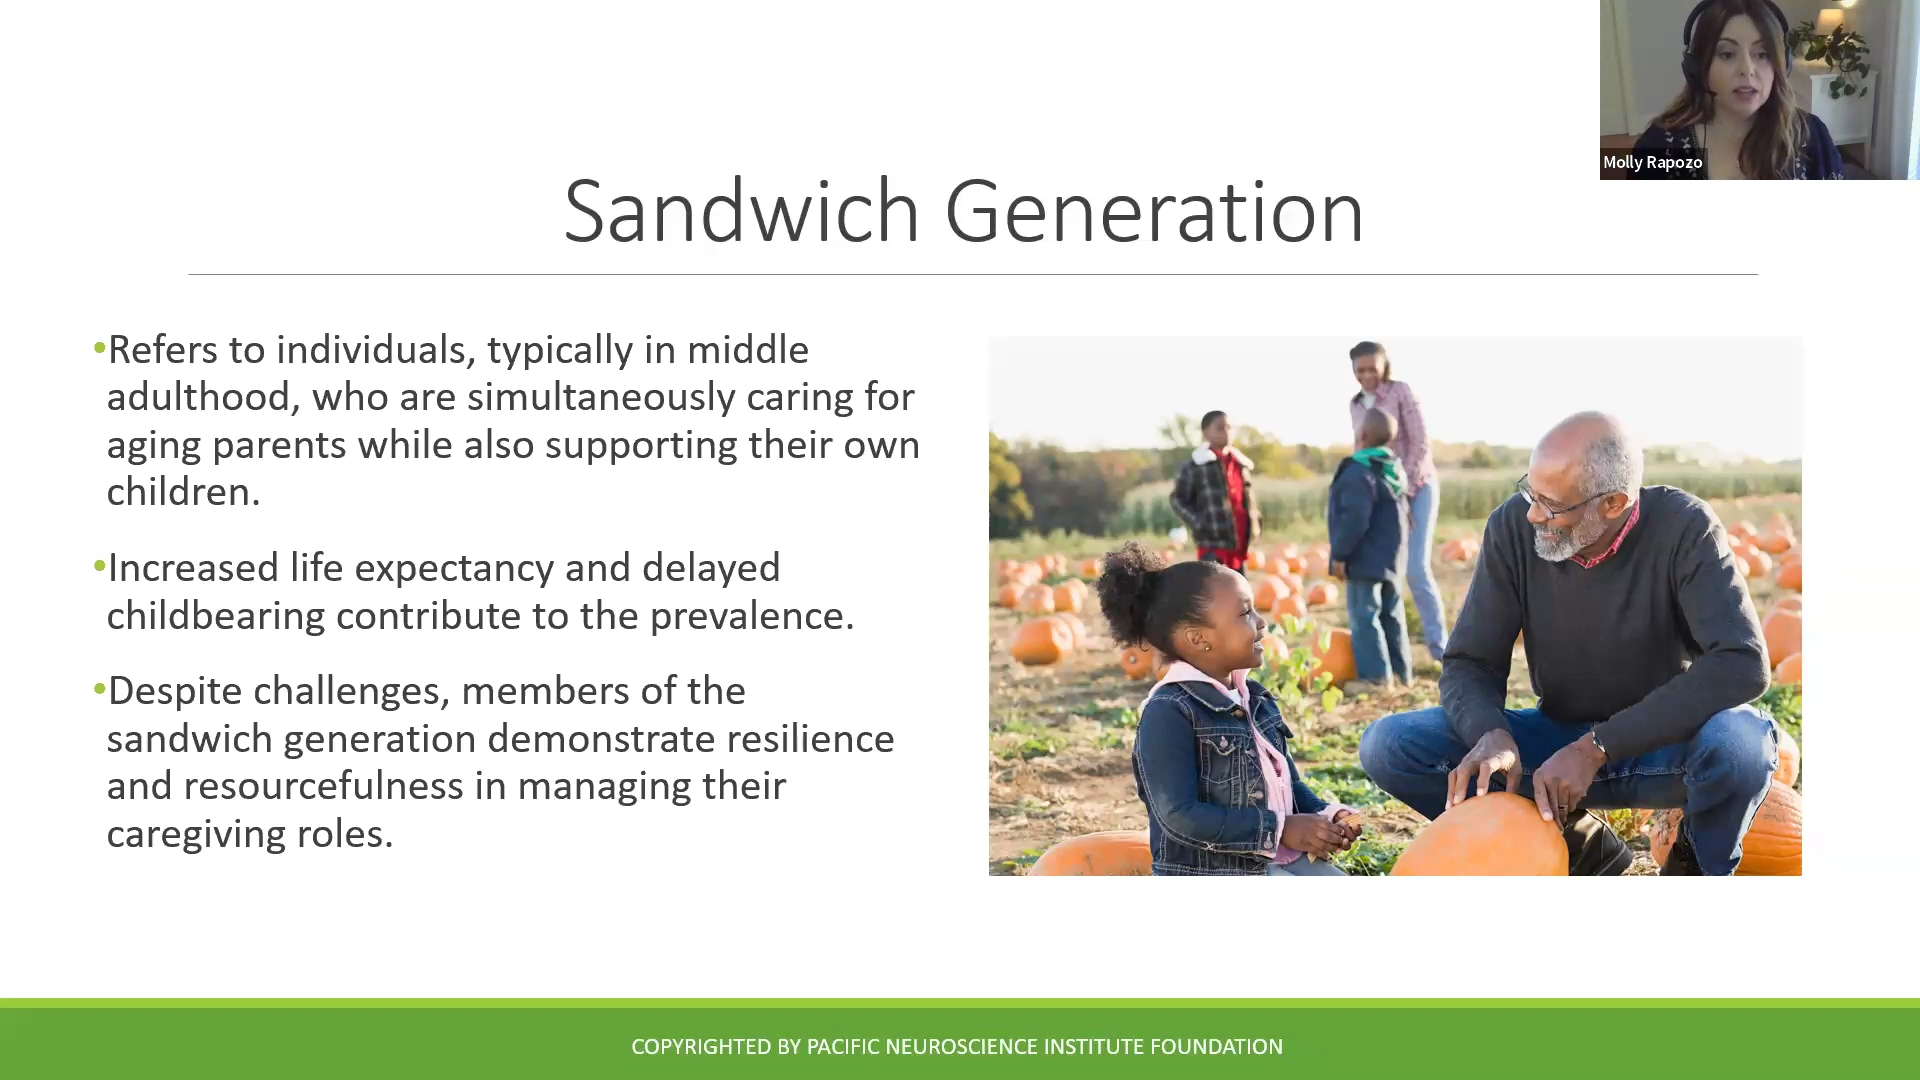 Molly Rapozo
Sandwich Generation
•Refers to individuals, typically in middle
adulthood, who are simultaneously caring for
aging parents while also supporting their own
children.
•Increased life expectancy and delayed
childbearing contribute to the prevalence.
•Despite challenges, members of the
sandwich generation demonstrate resilience
and resourcefulness in managing their
caregiving roles.
COPYRIGHTED BY PACIFIC NEUROSCIENCE INSTITUTE FOUNDATION